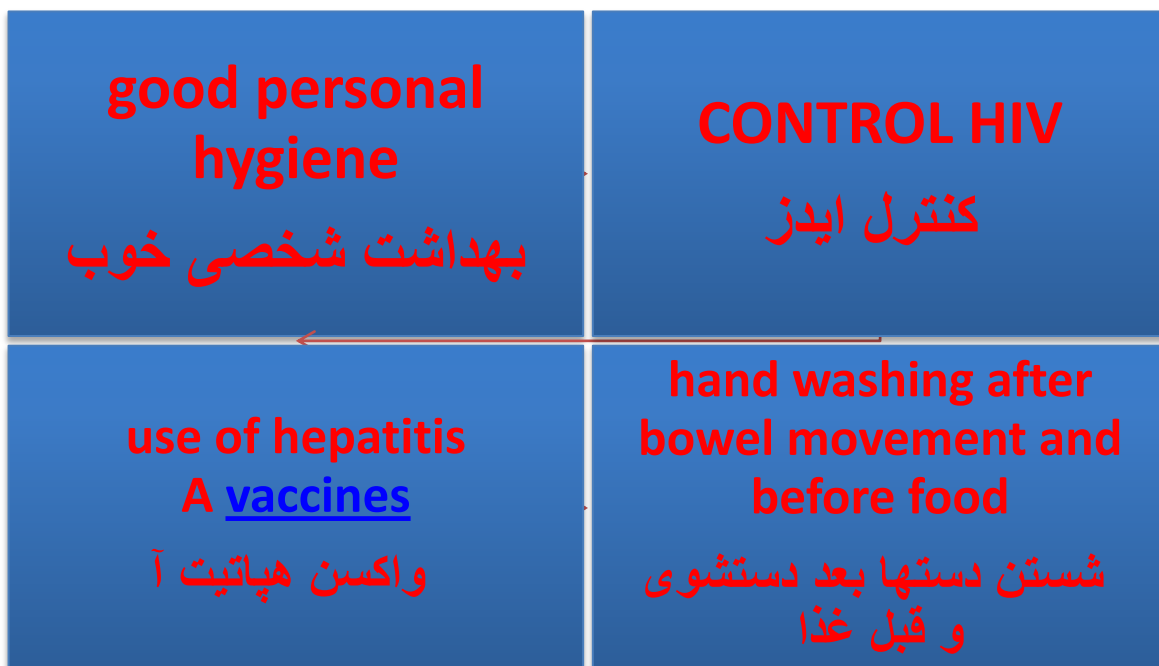 good personal
hygiene
بهداشت شخصی خوب
CONTROL HIV
کنترل ایدز
use of hepatitis
A vaccines
واکسن هپاتیت آ
hand washing after
bowel movement and
before food
شستن دستها بعد دستشوی
و قبل غذا